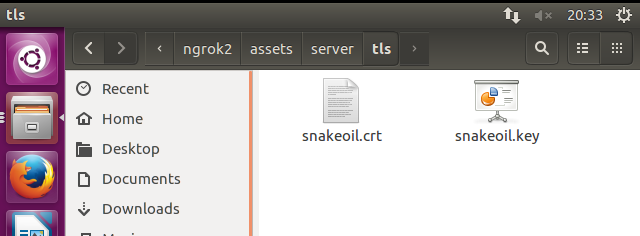 tls
20:33
ngrok2 assets server tls
Recent
Home
Desktop
Documents
Downloads
snakeoil.crt
snakeoil.key